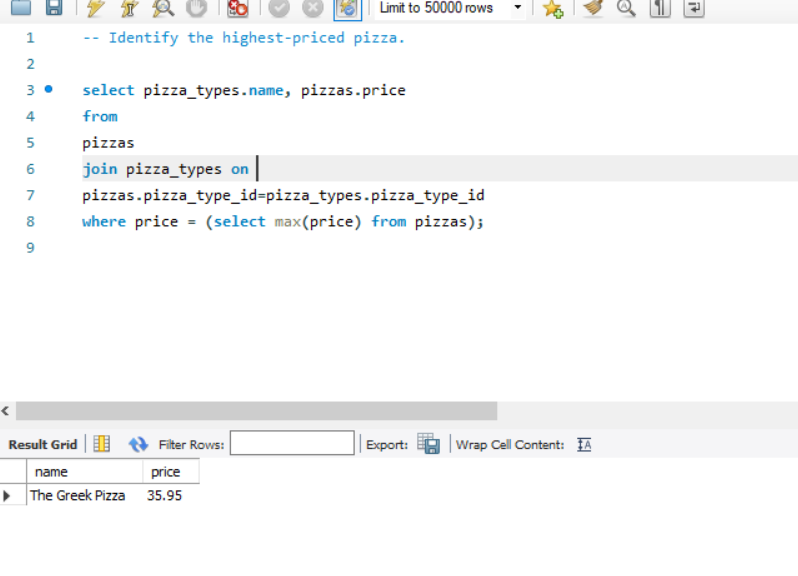 Limit to 50000 rows
1 -- Identify the highest-priced pizza.
2
3 select pizza_types.name, pizzas.price
4 from
5 pizzas
6 join pizza_types on
7 pizzas.pizza_type_id=pizza_types.pizza_type_id
8 where price = (select max(price) from pizzas);
9
Result Grid Filter Rows: Export: Wrap Cell Content: IA
name price
The Greek Pizza 35.95